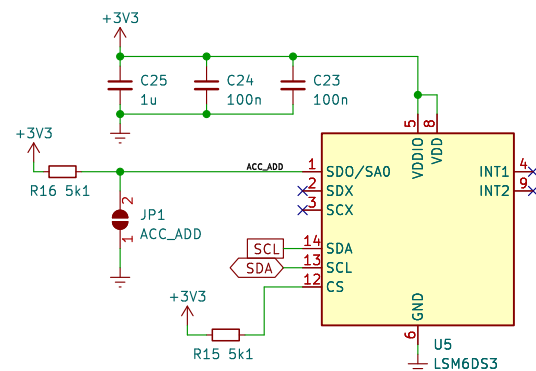 +3V3
C25
1u
C24
100n
C23
100n
+3V3
R16 5k1
ACC_ADD
2
JP1
1
ACC_ADD
5
8
VDDIO
VDD
1 SDO/SA0
2 SDX
3 SCX
INT1 4
INT2 9
SCL 14 SDA
SDA 13 SCL
12 CS
+3V3
R15 5k1
GND
6
U5
LSM6DS3